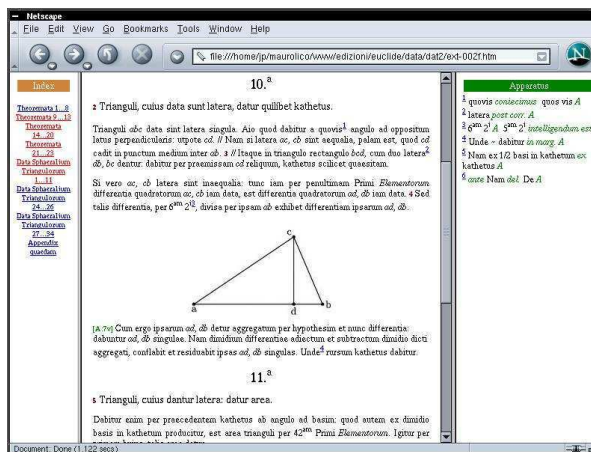 Netscape
File Edit View Go Bookmarks Tools Window Help
file:///home/jp/maurolico/www/edizioni/euclide/data/dat2/ext-002f.htm
N
Index
Theoremata 1...8
Theoremata 9...13
Theoremata
14...20
Theoremata
21...23
Data Sphaeralium
Triangulorum
1...11
Data Sphaeralium
Triangulorum
24...26
Data Sphaeralium
Triangulorum
27...34
Appendix
quaedam
10.a
2 Trianguli, cuius data sunt latera, datur quilibet kathetus.
Trianguli abc data sint latera singula. Aio quod dabitur a quovis1 angulo ad oppositum
latus perpendicularis: utpote cd. // Nam si latera ac, cb sint aequalia, palam est, quod cd
cadit in punctum medium inter ab. 3 // Itaque in triangulo rectangulo bcd, cum duo latera2
db, bc dentur: dabitur per praemissam cd reliquum, kathetus scilicet quaesitam.
Si vero ac, cb latera sint inaequalia: tunc iam per penultimam Primi Elementorum
differentia quadratorum ac, cb iam data, est differentia quadratorum ad, db iam data. 4 Sed
talis differentia, per 6am 2i3, divisa per ipsam ab exhibet differentiam ipsarum ad, db.
c
a d b
[A:7v] Cum ergo ipsarum ad, db detur aggregatum per hypothesim et nunc differentia:
dabuntur ad, db singulae. Nam dimidium differentiae adiectum et subtractum dimidio dicti
aggregati, conflabit et residuabit ipsas ad, db singulas. Unde4 rursum kathetus dabitur.
11.a
5 Trianguli, cuius dantur latera: datur area.
Dabitur enim per praecedentem kathetus ab angulo ad basim: quod autem ex dimidio
basis in kathetum producitur, est area trianguli per 42am Primi Elementorum. Igitur per
Apparatus
1 quovis coniecimus quos vis A
2 latera post corr. A
3 6am 2i A 5am 2i intelligendum est
4 Unde - dabitur in marg. A
5 Nam ex 1/2 basi in kathetum ex
kathetus A
6 ante Nam del. De A
Document: Done (1.122 secs)